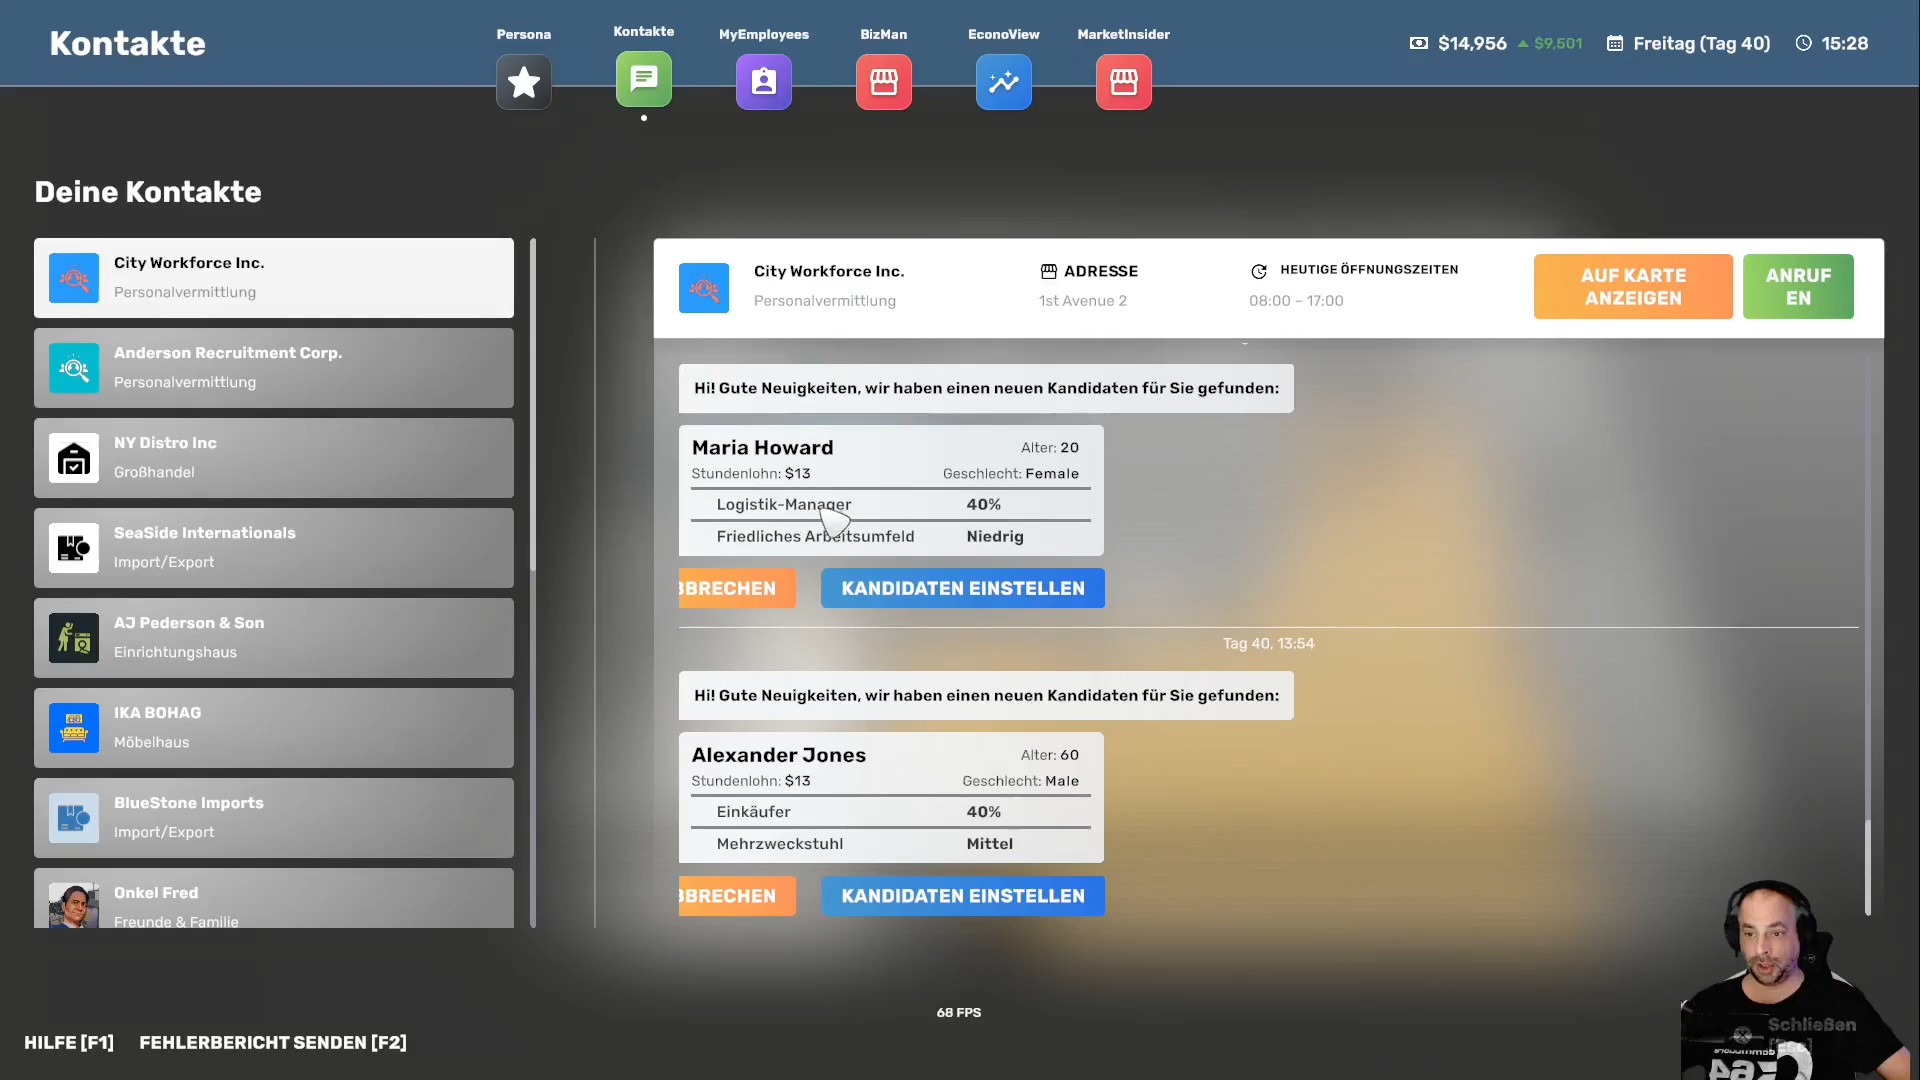 Kontakte
Persona
Kontakte
MyEmployees
BizMan
EconoView
MarketInsider
$14,956
$9,501
Freitag (Tag 40)
15:28
Deine Kontakte
City Workforce Inc.
Personalvermittlung
Anderson Recruitment Corp.
Personalvermittlung
NY Distro Inc
Großhandel
SeaSide Internationals
Import/Export
AJ Pederson & Son
Einrichtungshaus
IKA BOHAG
Möbelhaus
BlueStone Imports
Import/Export
Onkel Fred
Freunde & Familie
City Workforce Inc.
Personalvermittlung
ADRESSE
1st Avenue 2
HEUTIGE ÖFFNUNGSZEITEN
08:00 – 17:00
AUF KARTE
ANZEIGEN
ANRUF
EN
Hi! Gute Neuigkeiten, wir haben einen neuen Kandidaten für Sie gefunden:
Maria Howard
Alter: 20
Stundenlohn: $13
Geschlecht: Female
Logistik-Manager
40%
Friedliches Arbeitsumfeld
Niedrig
BBRECHEN
KANDIDATEN EINSTELLEN
Tag 40, 13:54
Hi! Gute Neuigkeiten, wir haben einen neuen Kandidaten für Sie gefunden:
Alexander Jones
Alter: 60
Stundenlohn: $13
Geschlecht: Male
Einkäufer
40%
Mehrzweckstuhl
Mittel
BBRECHEN
KANDIDATEN EINSTELLEN
68 FPS
HILFE [F1]
FEHLERBERICHT SENDEN [F2]
Schließen